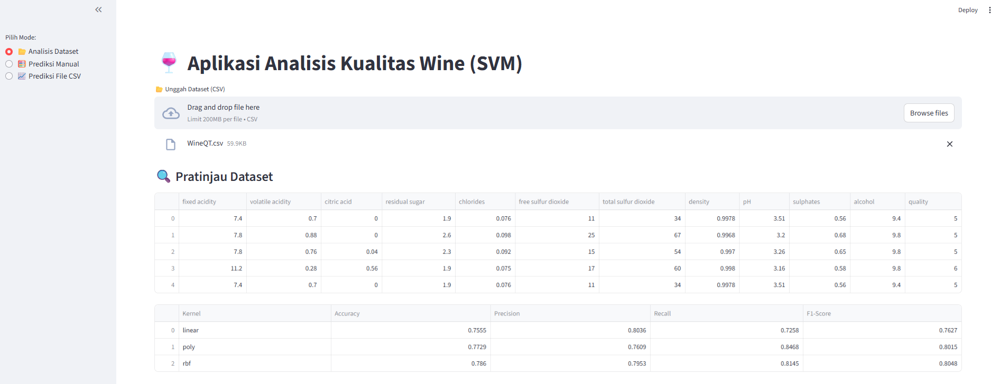 Deploy
Pilih Mode:
Analisis Dataset
Prediksi Manual
Prediksi File CSV
Aplikasi Analisis Kualitas Wine (SVM)
Unggah Dataset (CSV)
Drag and drop file here
Limit 200MB per file • CSV
Browse files
WineQT.csv 59.9KB
Pratinjau Dataset
fixed acidity volatile acidity citric acid residual sugar chlorides free sulfur dioxide total sulfur dioxide density pH sulphates alcohol quality
0 7.4 0.7 0 1.9 0.076 11 34 0.9978 3.51 0.56 9.4 5
1 7.8 0.88 0 2.6 0.098 25 67 0.9968 3.2 0.68 9.8 5
2 7.8 0.76 0.04 2.3 0.092 15 54 0.997 3.26 0.65 9.8 5
3 11.2 0.28 0.56 1.9 0.075 17 60 0.998 3.16 0.58 9.8 6
4 7.4 0.7 0 1.9 0.076 11 34 0.9978 3.51 0.56 9.4 5
Kernel Accuracy Precision Recall F1-Score
0 linear 0.7555 0.8036 0.7258 0.7627
1 poly 0.7729 0.7609 0.8468 0.8015
2 rbf 0.786 0.7953 0.8145 0.8048